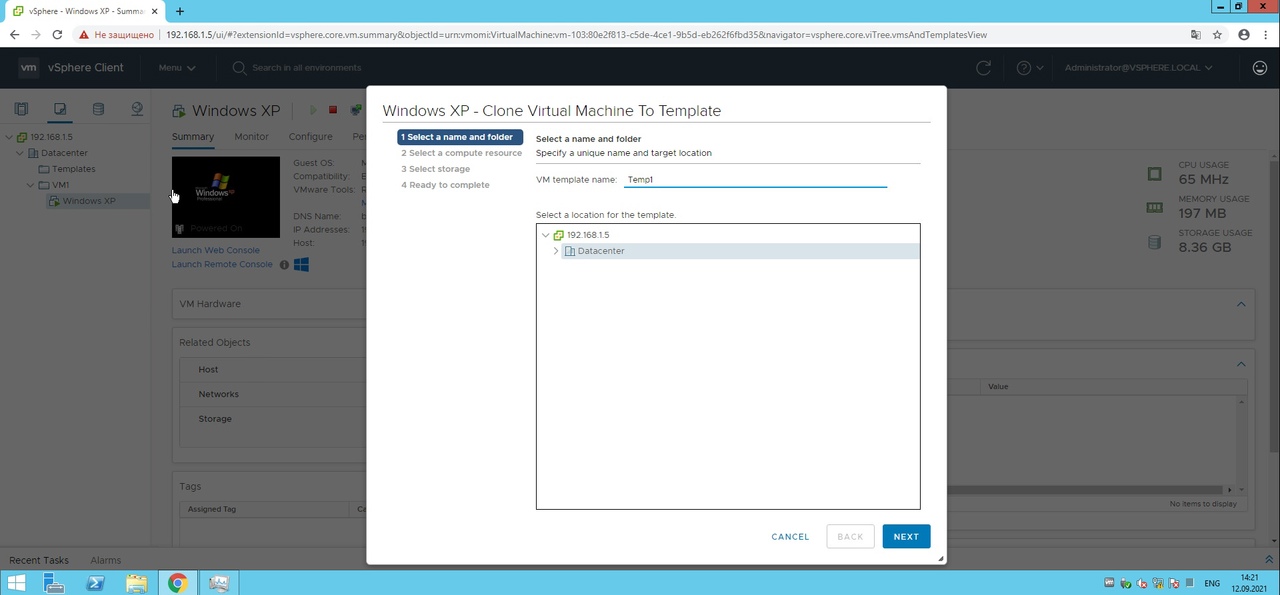 vSphere - Windows XP - Summa
Не защищено
192.168.1.5/ui/#?extensionId=vsphere.core.vm.summary&objectId=urn:vmomi:VirtualMachine:vm-103:80e2f813-c5de-4ce1-9b5d-eb262f6fbd35&navigator=vsphere.core.viTree.vmsAndTemplatesView
vm vSphere Client
Menu
Search in all environments
Administrator@VSPHERE.LOCAL
192.168.1.5
Datacenter
Templates
VM1
Windows XP
Windows XP
Summary
Monitor
Configure
Pe
Windows
Professional
Powered On
Guest OS:
Compatibility:
VMware Tools:
DNS Name:
IP Addresses:
Host:
Launch Web Console
Launch Remote Console
VM Hardware
Related Objects
Host
Networks
Storage
Tags
Assigned Tag
Ca
Windows XP - Clone Virtual Machine To Template
1 Select a name and folder
2 Select a compute resource
3 Select storage
4 Ready to complete
Select a name and folder
Specify a unique name and target location
VM template name: Temp1
Select a location for the template.
192.168.1.5
Datacenter
CANCEL
BACK
NEXT
CPU USAGE
65 MHz
MEMORY USAGE
197 MB
STORAGE USAGE
8.36 GB
Value
No items to display
Recent Tasks
Alarms
ENG
14:21
12.09.2021